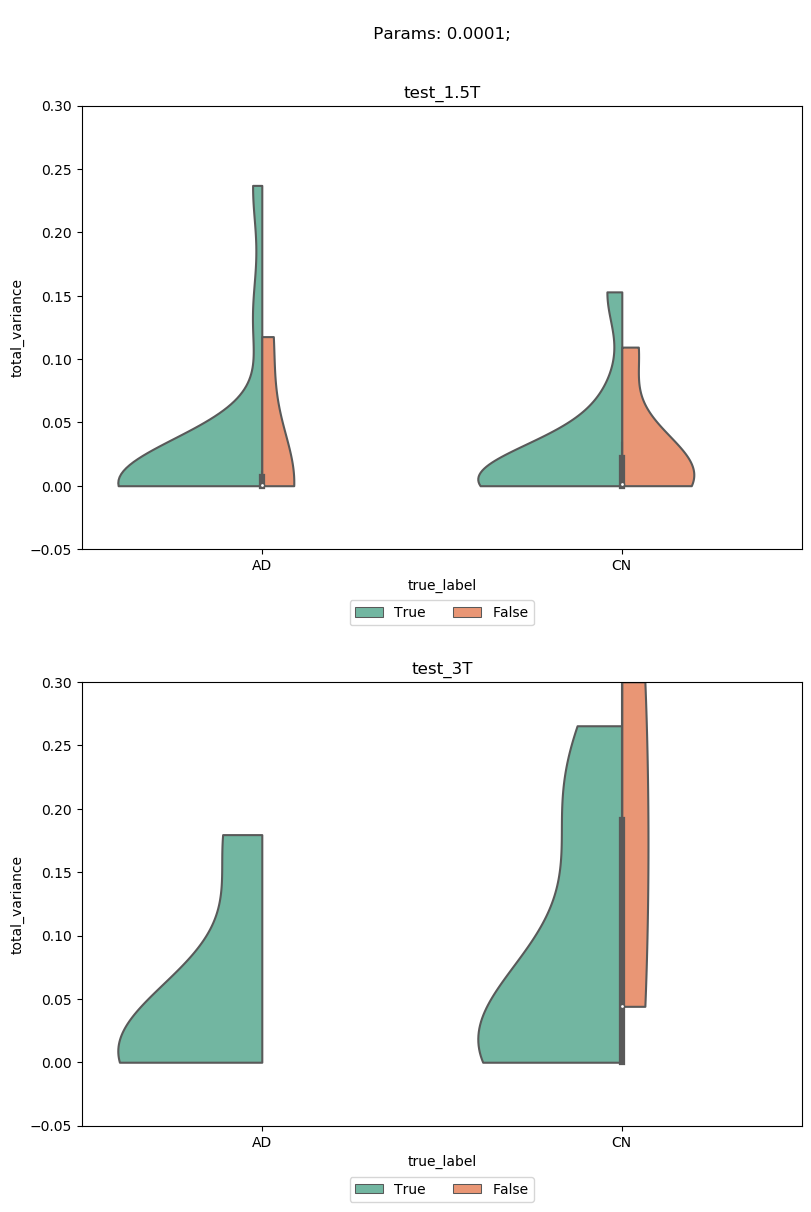 Params: 0.0001;
test_1.5T
0.30
0.25
0.20
0.15
0.10
0.05
0.00
−0.05
total_variance
AD CN
true_label
True False
test_3T
0.30
0.25
0.20
0.15
0.10
0.05
0.00
−0.05
total_variance
AD CN
true_label
True False